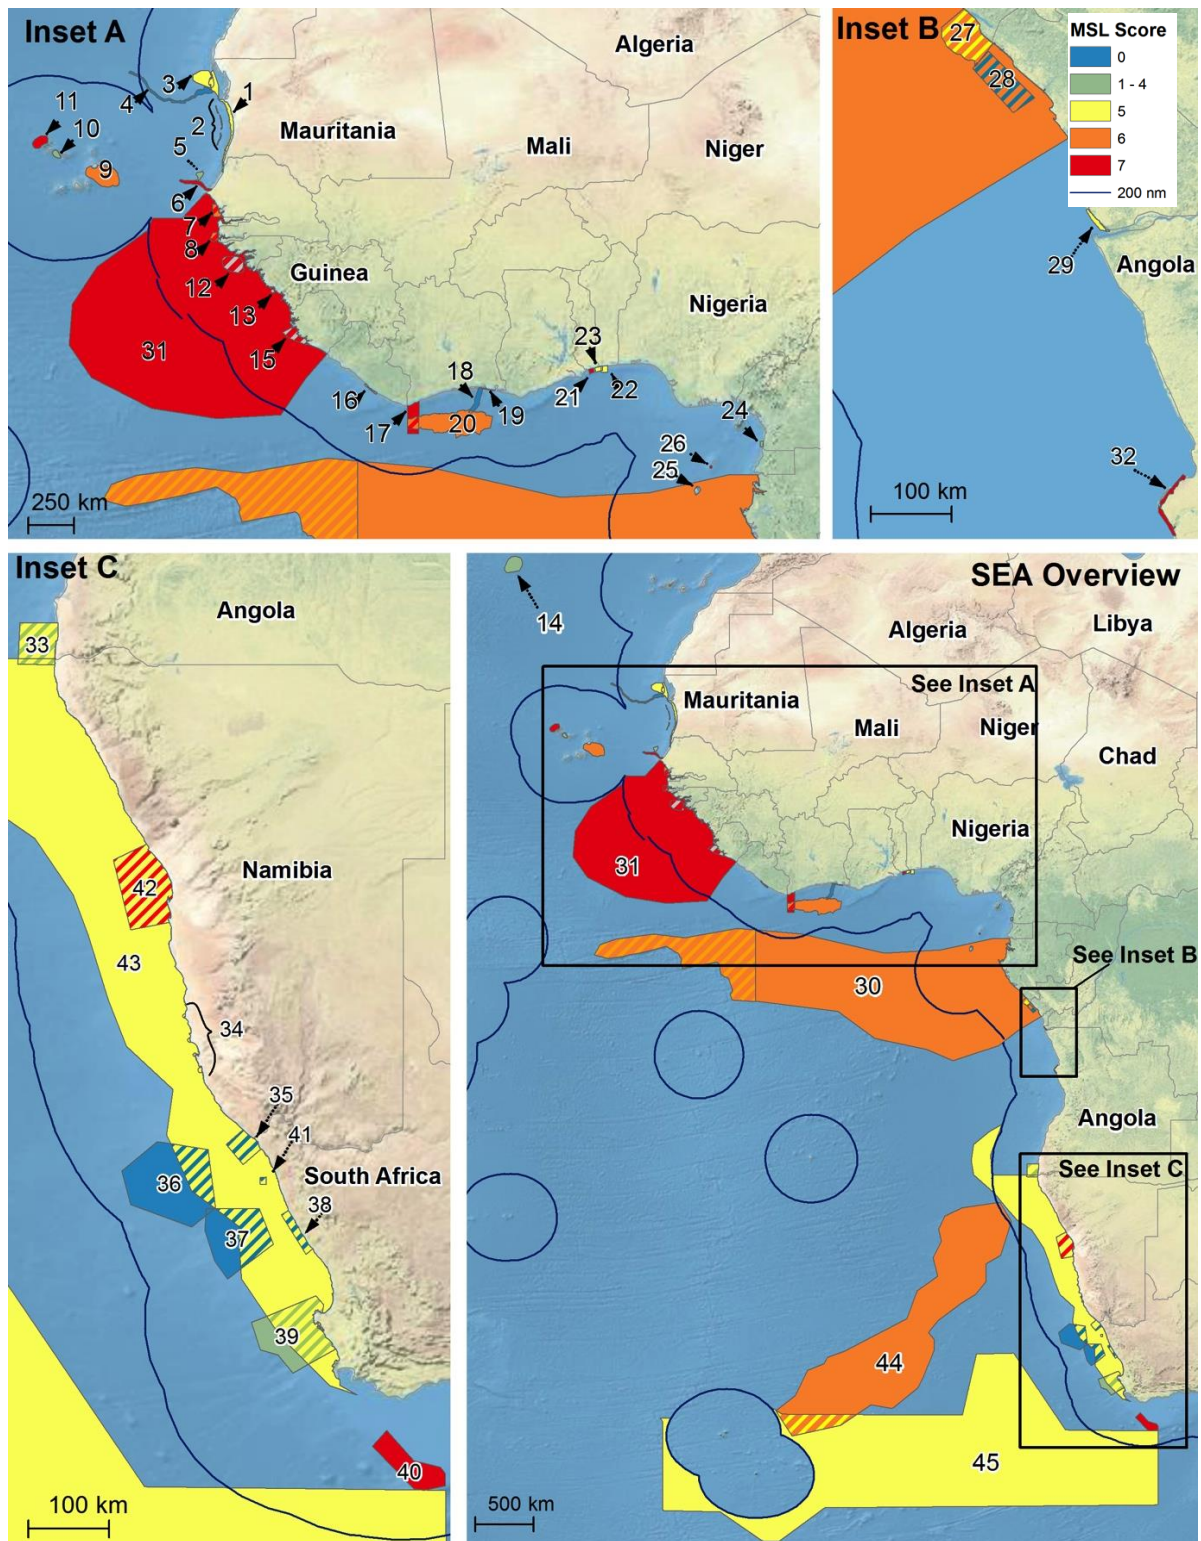 Inset A
Algeria
3
4
1
11
2
10
Mauritania
Mali
Niger
5
9
6
7
8
Guinea
12
13
Nigeria
31
15
23
18
16
21
22
17
20
19
24
26
25
250 km
Inset B
27
28
MSL Score
0
1 - 4
5
6
7
200 nm
29
Angola
32
100 km
Inset C
Angola
33
Namibia
42
43
34
35
41
South Africa
36
38
37
39
40
100 km
SEA Overview
14
Algeria
Libya
See Inset A
Mauritania
Mali
Niger
Chad
Nigeria
31
See Inset B
30
Angola
See Inset C
44
45
500 km